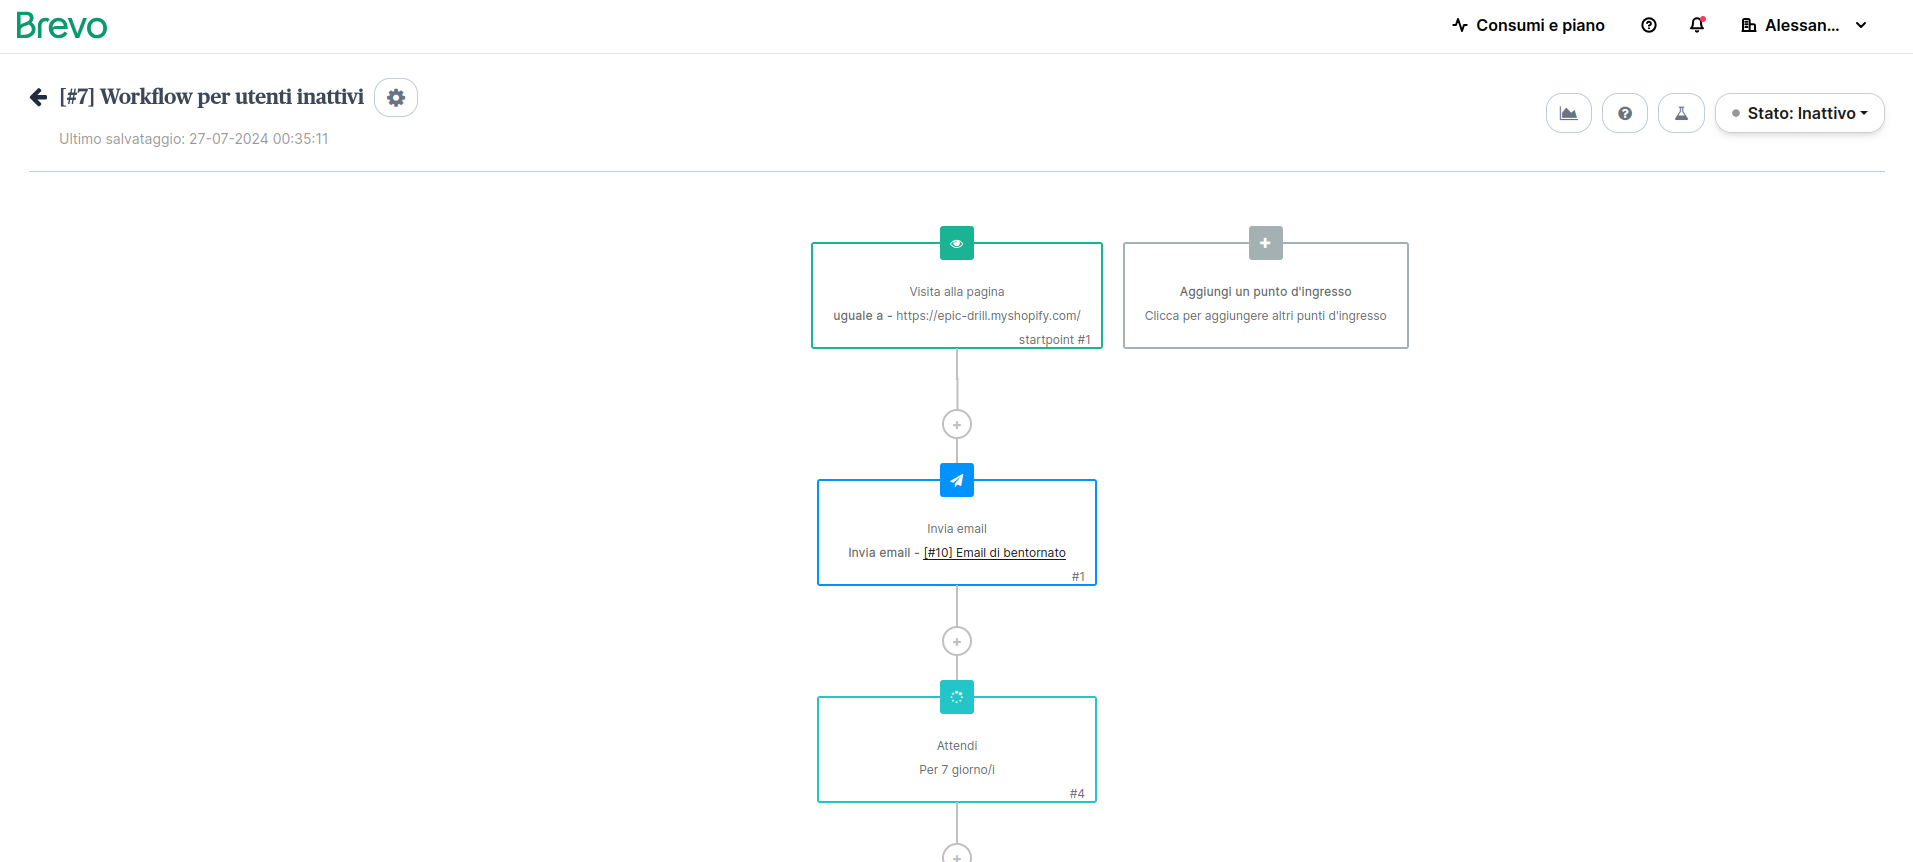 Brevo
Consumi e piano
Alessan...
[#7] Workflow per utenti inattivi
Ultimo salvataggio: 27-07-2024 00:35:11
Stato: Inattivo
Visita alla pagina
uguale a - https://epic-drill.myshopify.com/
startpoint #1
Aggiungi un punto d'ingresso
Clicca per aggiungere altri punti d'ingresso
Invia email
Invia email - [#10] Email di bentornato
#1
Attendi
Per 7 giorno/i
#4